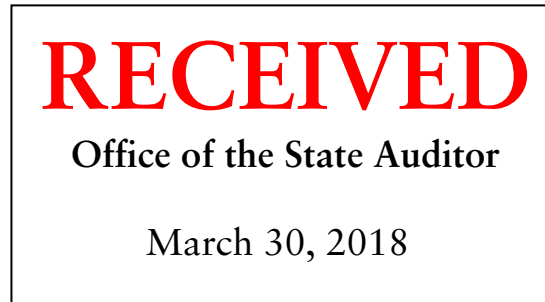 RECEIVED
Office of the State Auditor
March 30, 2018